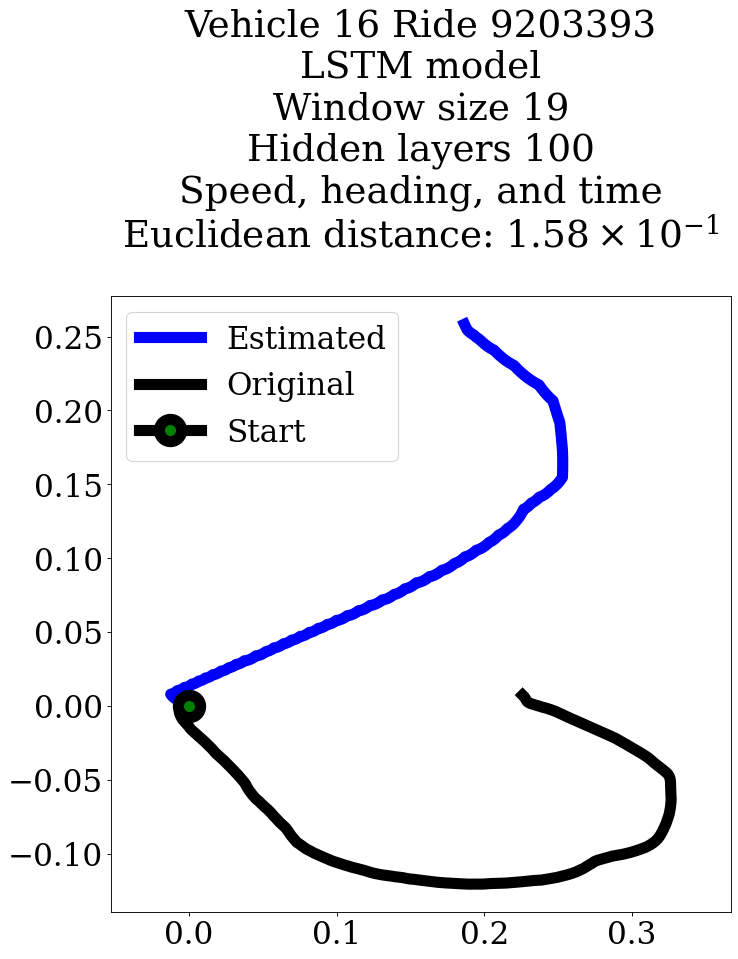 Vehicle 16 Ride 9203393
LSTM model
Window size 19
Hidden layers 100
Speed, heading, and time
Euclidean distance: 1.58 × 10⁻¹
Estimated
Original
Start
0.25
0.20
0.15
0.10
0.05
0.00
−0.05
−0.10
0.0 0.1 0.2 0.3